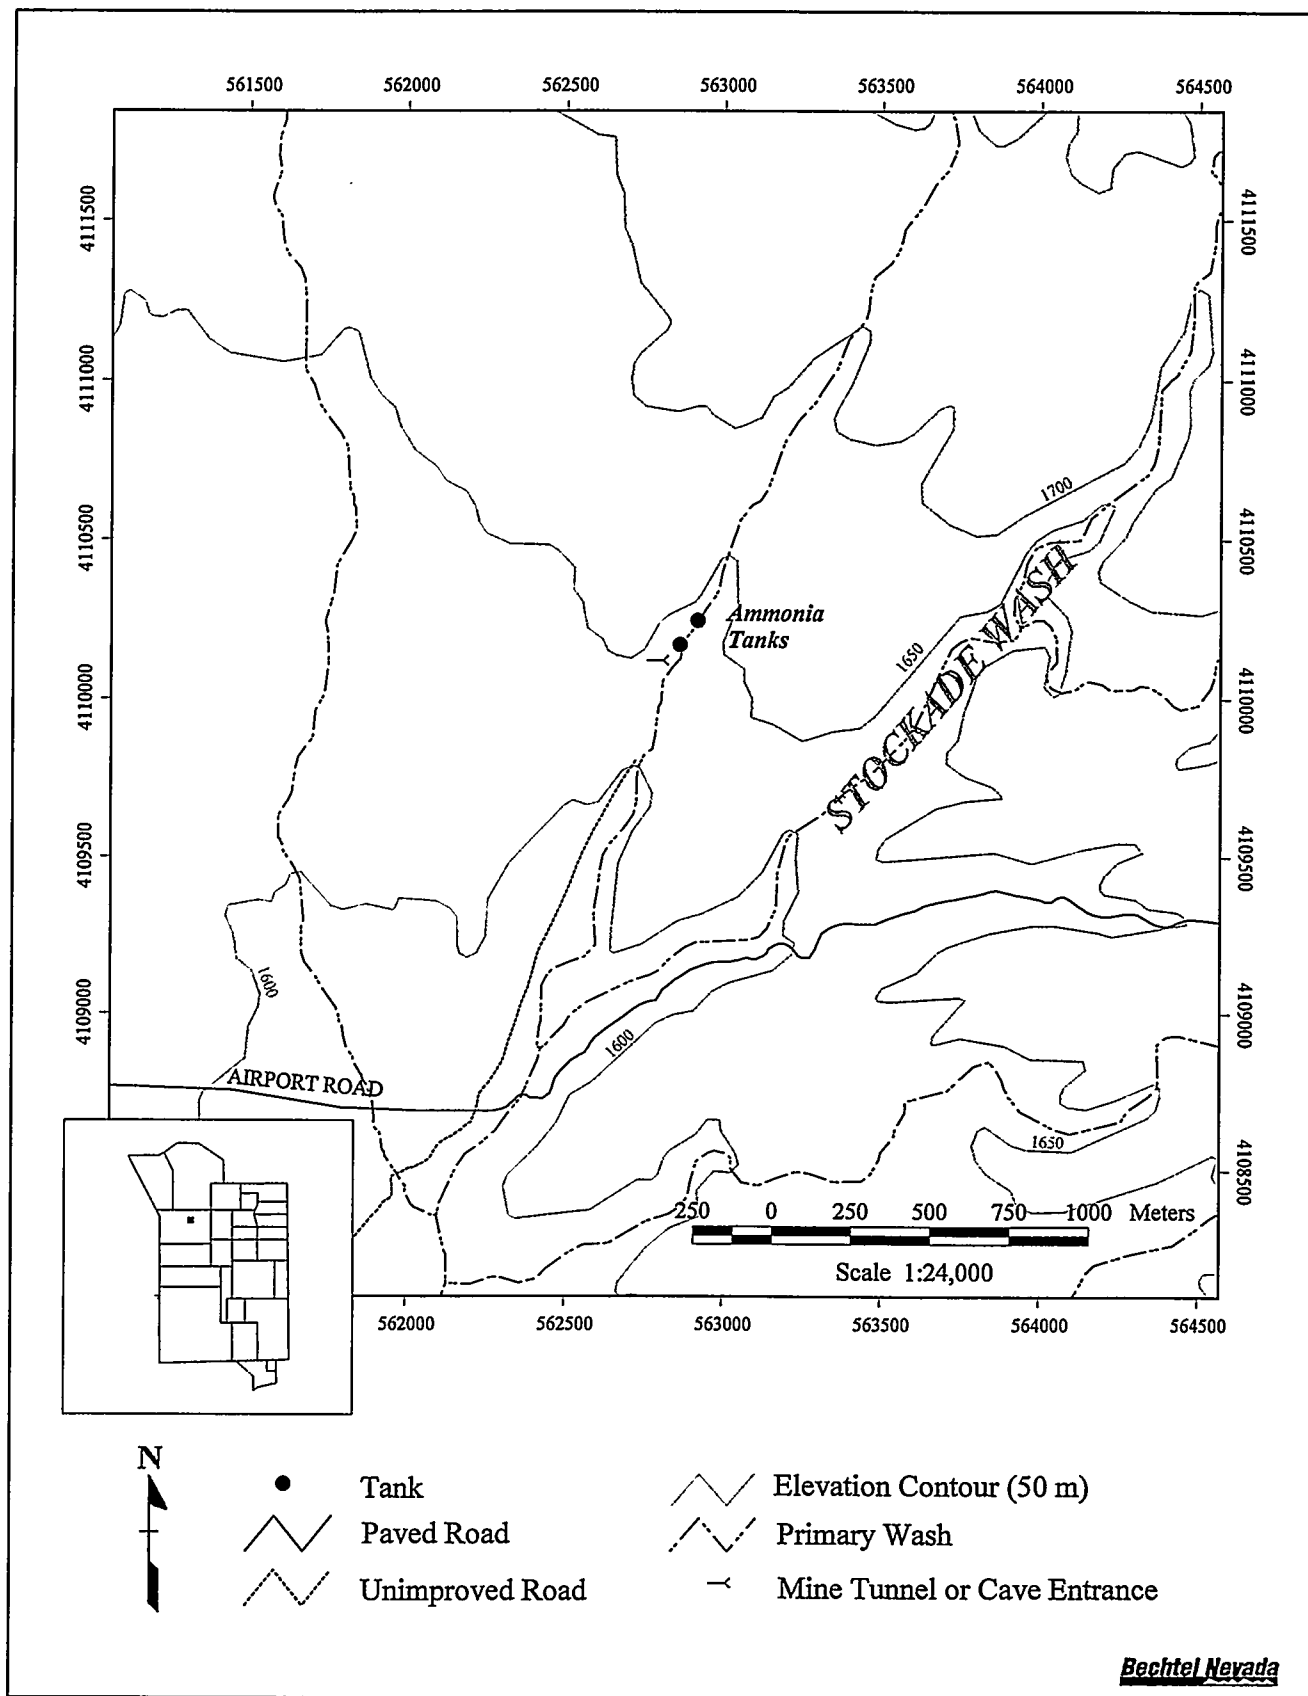 561500 562000 562500 563000 563500 564000 564500
4111500
4111500
4111000
4111000
1700
4110500
4110500
Ammonia
Tanks
STOCKADE WASH
1650
4110000
4110000
4109500
4109500
1600
4109000
4109000
1600
AIRPORT ROAD
1650
4108500
250 0 250 500 750 1000 Meters
Scale 1:24,000
562000 562500 563000 563500 564000 564500
N
Tank
Elevation Contour (50 m)
Paved Road
Primary Wash
Unimproved Road
Mine Tunnel or Cave Entrance
Bechtel Nevada